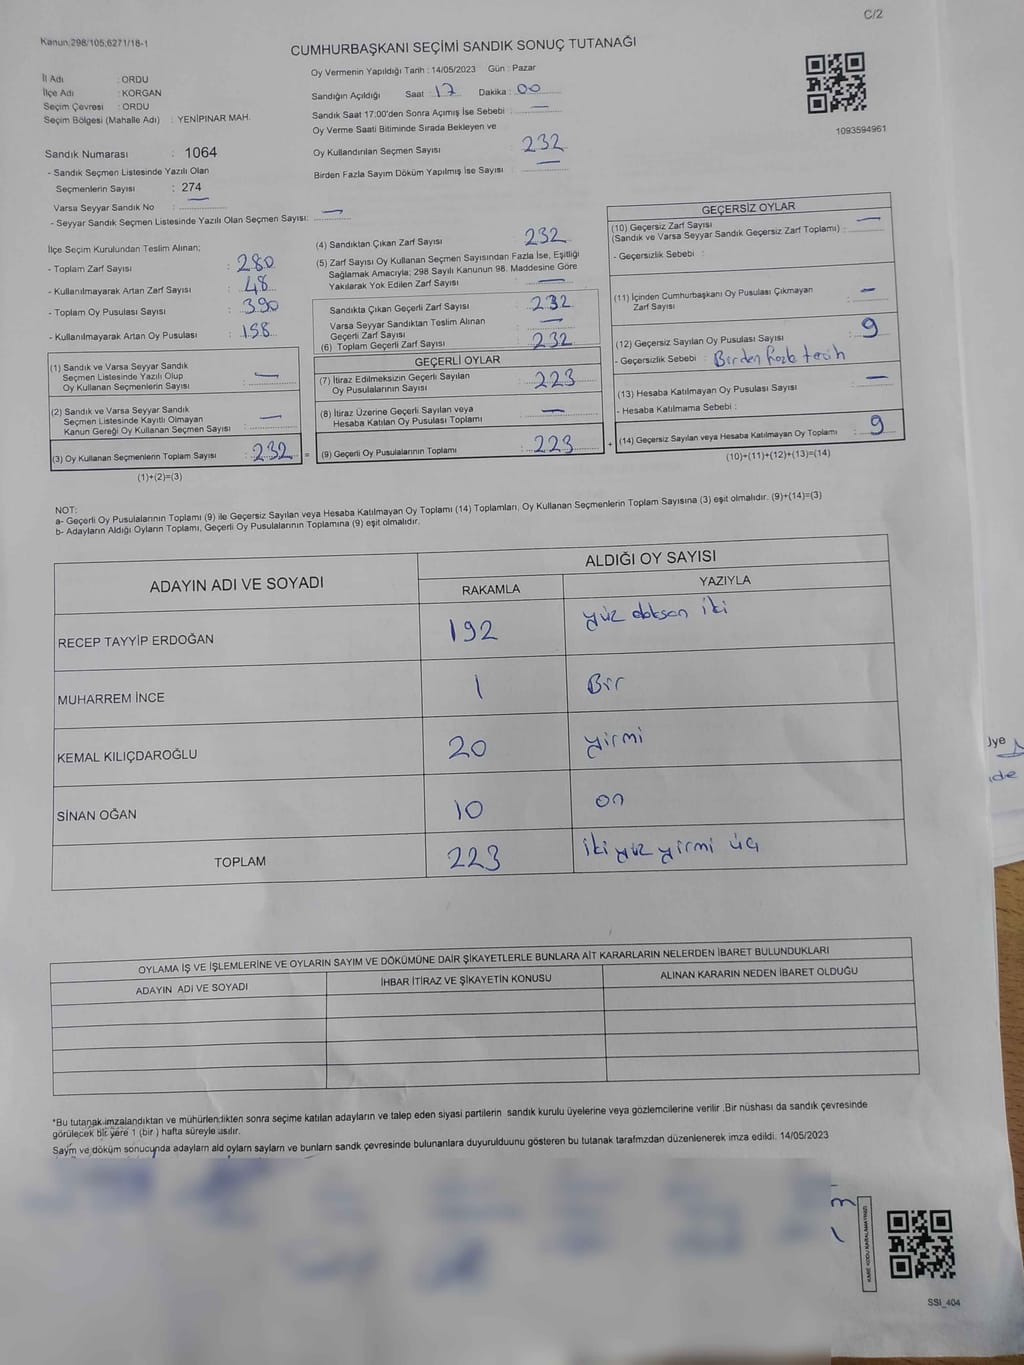 C/2
Kanun:298/105,6271/18-1
CUMHURBAŞKANI SEÇİMİ SANDIK SONUÇ TUTANAĞI
İl Adı : ORDU
İlçe Adı : KORGAN
Seçim Çevresi : ORDU
Seçim Bölgesi (Mahalle Adı) : YENİPINAR MAH.
Oy Vermenin Yapıldığı Tarih : 14/05/2023 Gün : Pazar
Sandığın Açıldığı Saat 17 Dakika : 00
Sandık Saat 17:00'den Sonra Açımış İse Sebebi : —
Oy Verme Saati Bitiminde Sırada Bekleyen ve
Oy Kullandırılan Seçmen Sayısı : 232
Birden Fazla Sayım Döküm Yapılmış İse Sayısı : —
1093594961
Sandık Numarası : 1064
- Sandık Seçmen Listesinde Yazılı Olan
Seçmenlerin Sayısı : 274
Varsa Seyyar Sandık No : —
- Seyyar Sandık Seçmen Listesinde Yazılı Olan Seçmen Sayısı: —
İlçe Seçim Kurulundan Teslim Alınan;
- Toplam Zarf Sayısı : 280
- Kullanılmayarak Artan Zarf Sayısı : 48
- Toplam Oy Pusulası Sayısı : 390
- Kullanılmayarak Artan Oy Pusulası : 158
(1) Sandık ve Varsa Seyyar Sandık
Seçmen Listesinde Yazılı Olup
Oy Kullanan Seçmenlerin Sayısı : —
(2) Sandık ve Varsa Seyyar Sandık
Seçmen Listesinde Kayıtlı Olmayan
Kanun Gereği Oy Kullanan Seçmen Sayısı : —
(3) Oy Kullanan Seçmenlerin Toplam Sayısı : 232 =
(1)+(2)=(3)
(4) Sandıktan Çıkan Zarf Sayısı : 232
(5) Zarf Sayısı Oy Kullanan Seçmen Sayısından Fazla İse, Eşitliği
Sağlamak Amacıyla; 298 Sayılı Kanunun 98. Maddesine Göre
Yakılarak Yok Edilen Zarf Sayısı : —
Sandıkta Çıkan Geçerli Zarf Sayısı : 232
Varsa Seyyar Sandıktan Teslim Alınan
Geçerli Zarf Sayısı : —
(6) Toplam Geçerli Zarf Sayısı : 232
GEÇERLİ OYLAR
(7) İtiraz Edilmeksizin Geçerli Sayılan
Oy Pusulalarının Sayısı : 223
(8) İtiraz Üzerine Geçerli Sayılan veya
Hesaba Katılan Oy Pusulası Toplamı : —
(9) Geçerli Oy Pusulalarının Toplamı : 223 +
GEÇERSİZ OYLAR
(10) Geçersiz Zarf Sayısı
(Sandık ve Varsa Seyyar Sandık Geçersiz Zarf Toplamı) : —
- Geçersizlik Sebebi :
(11) İçinden Cumhurbaşkanı Oy Pusulası Çıkmayan
Zarf Sayısı : —
(12) Geçersiz Sayılan Oy Pusulası Sayısı : 9
- Geçersizlik Sebebi : Birden fazla tercih
(13) Hesaba Katılmayan Oy Pusulası Sayısı : —
- Hesaba Katılmama Sebebi :
(14) Geçersiz Sayılan veya Hesaba Katılmayan Oy Toplamı : 9
(10)+(11)+(12)+(13)=(14)
NOT:
a- Geçerli Oy Pusulalarının Toplamı (9) ile Geçersiz Sayılan veya Hesaba Katılmayan Oy Toplamı (14) Toplamları, Oy Kullanan Seçmenlerin Toplam Sayısına (3) eşit olmalıdır. (9)+(14)=(3)
b- Adayların Aldığı Oyların Toplamı, Geçerli Oy Pusulalarının Toplamına (9) eşit olmalıdır.
ADAYIN ADI VE SOYADI
ALDIĞI OY SAYISI
RAKAMLA YAZIYLA
RECEP TAYYİP ERDOĞAN 192 yüz doksan iki
MUHARREM İNCE 1 Bir
KEMAL KILIÇDAROĞLU 20 yirmi
SİNAN OĞAN 10 on
TOPLAM 223 iki yüz yirmi üç
OYLAMA İŞ VE İŞLEMLERİNE VE OYLARIN SAYIM VE DÖKÜMÜNE DAİR ŞİKAYETLERLE BUNLARA AİT KARARLARIN NELERDEN İBARET BULUNDUKLARI
ADAYIN ADI VE SOYADI İHBAR İTİRAZ VE ŞİKAYETİN KONUSU ALINAN KARARIN NEDEN İBARET OLDUĞU
*Bu tutanak imzalandıktan ve mühürlendikten sonra seçime katılan adayların ve talep eden siyasi partilerin sandık kurulu üyelerine veya gözlemcilerine verilir .Bir nüshası da sandık çevresinde
görülecek bir yere 1 (bir ) hafta süreyle asılır.
Sayım ve döküm sonucunda adayların ald oyların sayları ve bunların sandk çevresinde bulunanlara duyurulduunu gösteren bu tutanak tarafmzdan düzenlenerek imza edildi. 14/05/2023
SSI_404